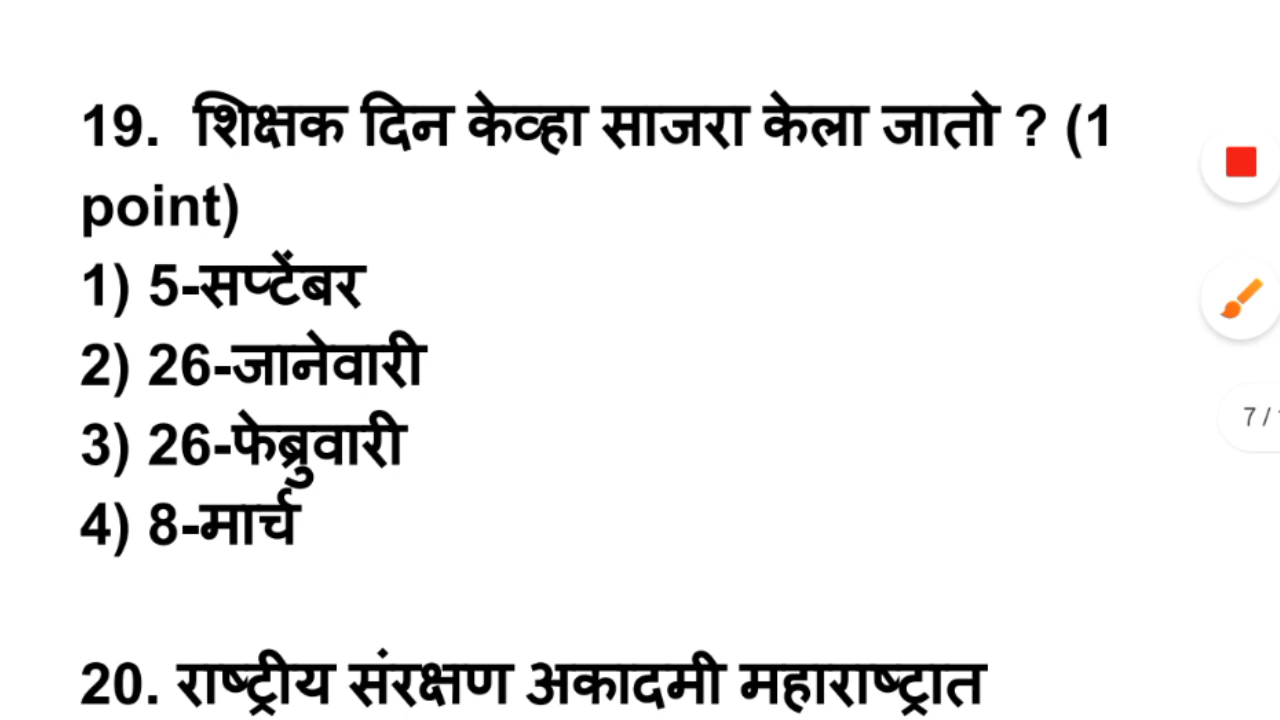 19. शिक्षक दिन केव्हा साजरा केला जातो ? (1
point)
1) 5-सप्टेंबर
2) 26-जानेवारी
3) 26-फेब्रुवारी
4) 8-मार्च
20. राष्ट्रीय संरक्षण अकादमी महाराष्ट्रात
7 /